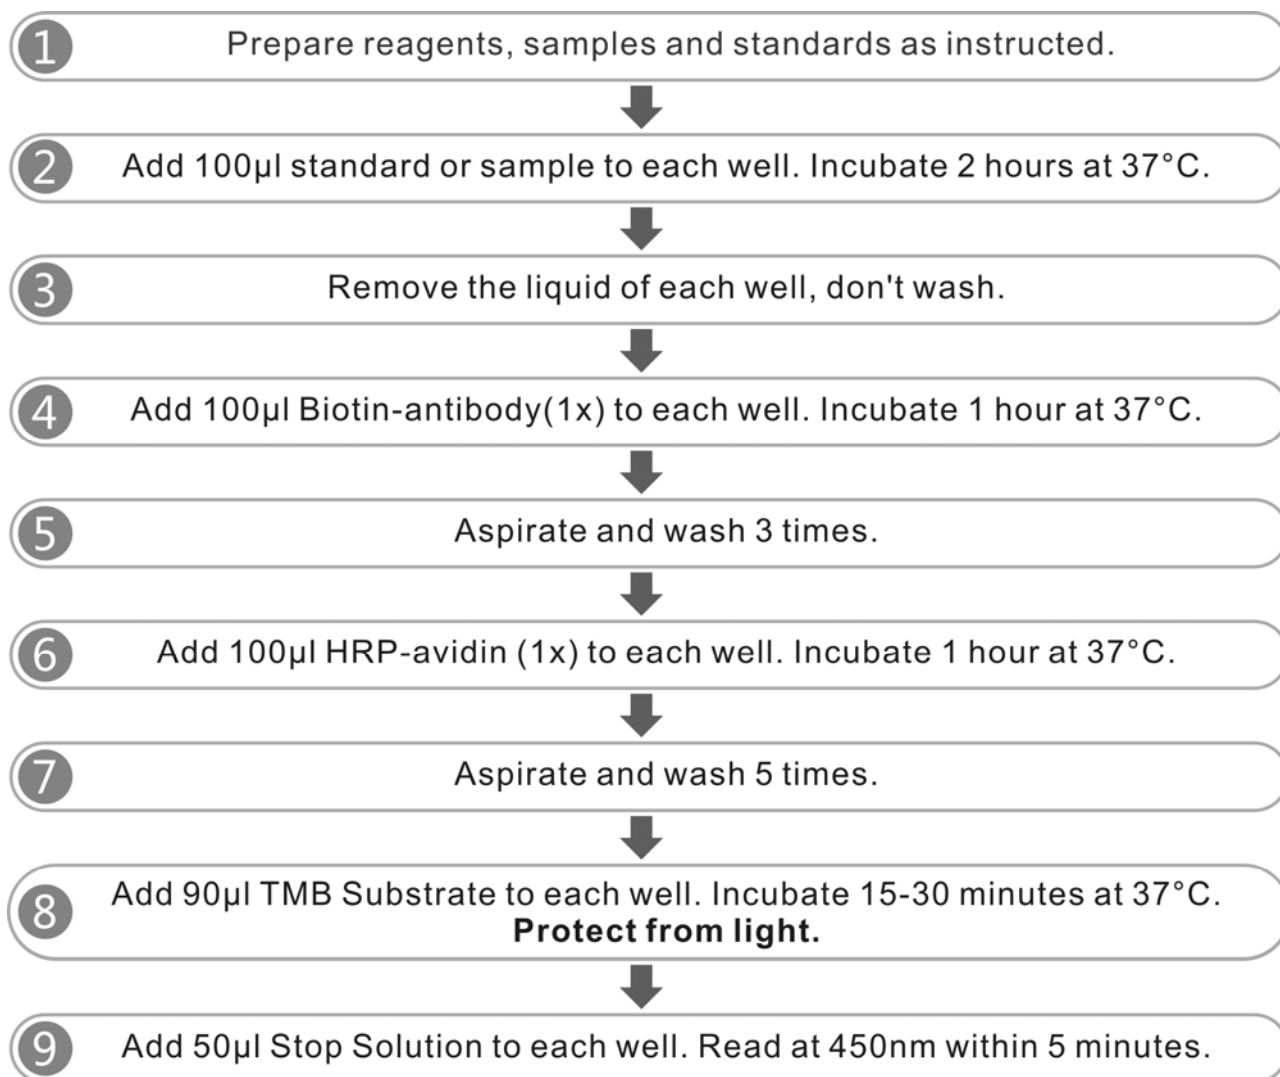 1 Prepare reagents, samples and standards as instructed.
2 Add 100µl standard or sample to each well. Incubate 2 hours at 37°C.
3 Remove the liquid of each well, don't wash.
4 Add 100µl Biotin-antibody(1x) to each well. Incubate 1 hour at 37°C.
5 Aspirate and wash 3 times.
6 Add 100µl HRP-avidin (1x) to each well. Incubate 1 hour at 37°C.
7 Aspirate and wash 5 times.
8 Add 90µl TMB Substrate to each well. Incubate 15-30 minutes at 37°C.
Protect from light.
9 Add 50µl Stop Solution to each well. Read at 450nm within 5 minutes.